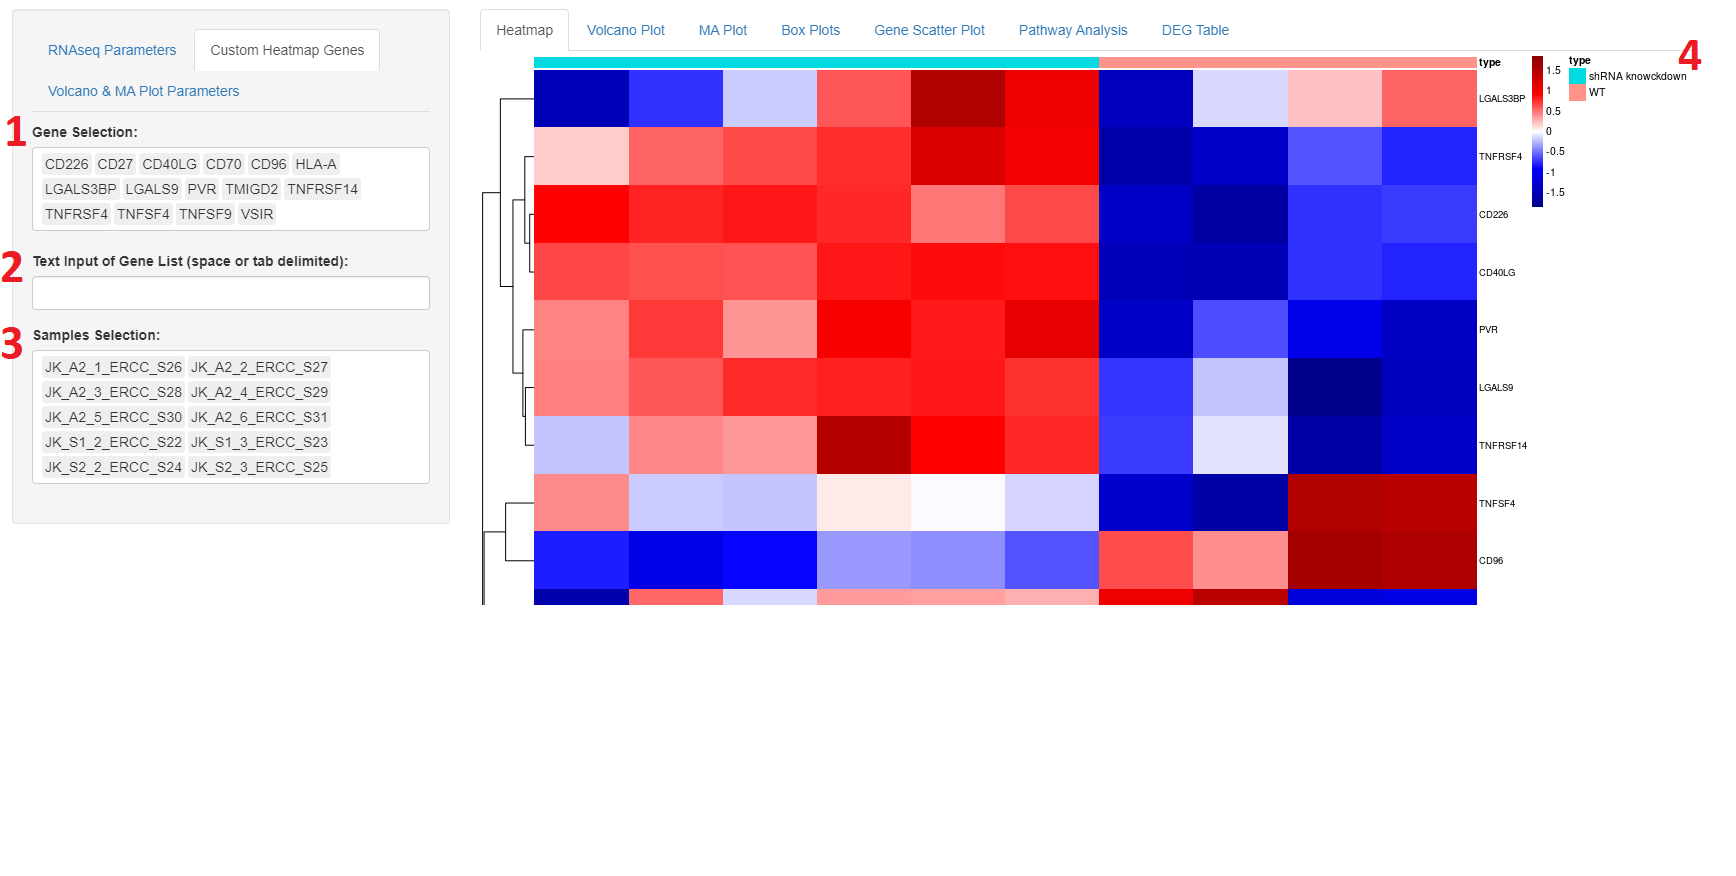 RNAseq Parameters Custom Heatmap Genes
Volcano & MA Plot Parameters
1 Gene Selection:
CD226 CD27 CD40LG CD70 CD96 HLA-A
LGALS3BP LGALS9 PVR TMIGD2 TNFRSF14
TNFRSF4 TNFSF4 TNFSF9 VSIR
2 Text Input of Gene List (space or tab delimited):
3 Samples Selection:
JK_A2_1_ERCC_S26 JK_A2_2_ERCC_S27
JK_A2_3_ERCC_S28 JK_A2_4_ERCC_S29
JK_A2_5_ERCC_S30 JK_A2_6_ERCC_S31
JK_S1_2_ERCC_S22 JK_S1_3_ERCC_S23
JK_S2_2_ERCC_S24 JK_S2_3_ERCC_S25
Heatmap Volcano Plot MA Plot Box Plots Gene Scatter Plot Pathway Analysis DEG Table
type
LGALS3BP
TNFRSF4
CD226
CD40LG
PVR
LGALS9
TNFRSF14
TNFSF4
CD96
1.5
1
0.5
0
-0.5
-1
-1.5
type
shRNA knowckdown
WT
4